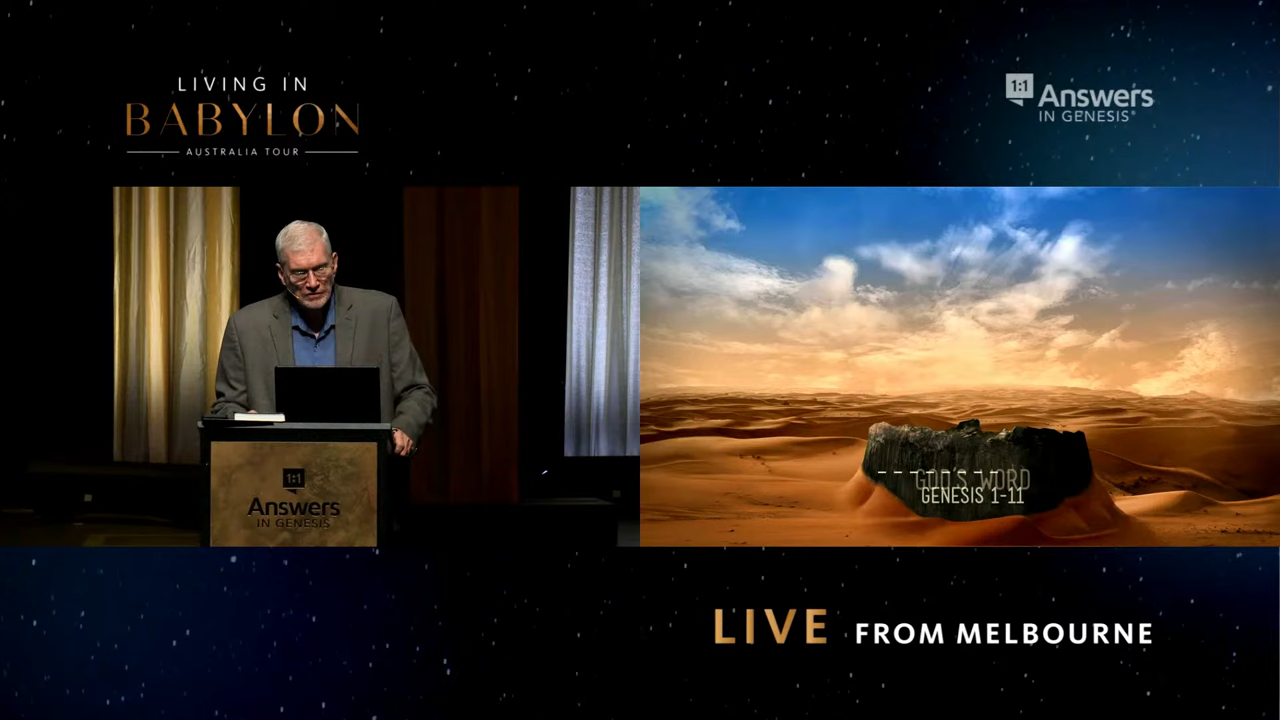 LIVING IN
BABYLON
AUSTRALIA TOUR
1:1
Answers
IN GENESIS®
1:1
Answers
IN GENESIS
GOD'S WORD
GENESIS 1-11
LIVE FROM MELBOURNE